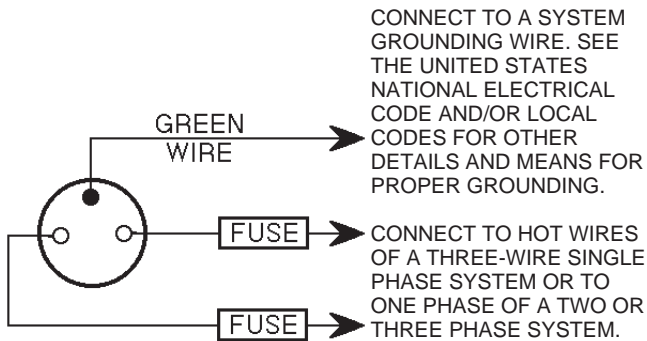 CONNECT TO A SYSTEM
GROUNDING WIRE. SEE
THE UNITED STATES
NATIONAL ELECTRICAL
CODE AND/OR LOCAL
CODES FOR OTHER
DETAILS AND MEANS FOR
PROPER GROUNDING.
GREEN
WIRE
FUSE
CONNECT TO HOT WIRES
OF A THREE-WIRE SINGLE
PHASE SYSTEM OR TO
ONE PHASE OF A TWO OR
THREE PHASE SYSTEM.
FUSE